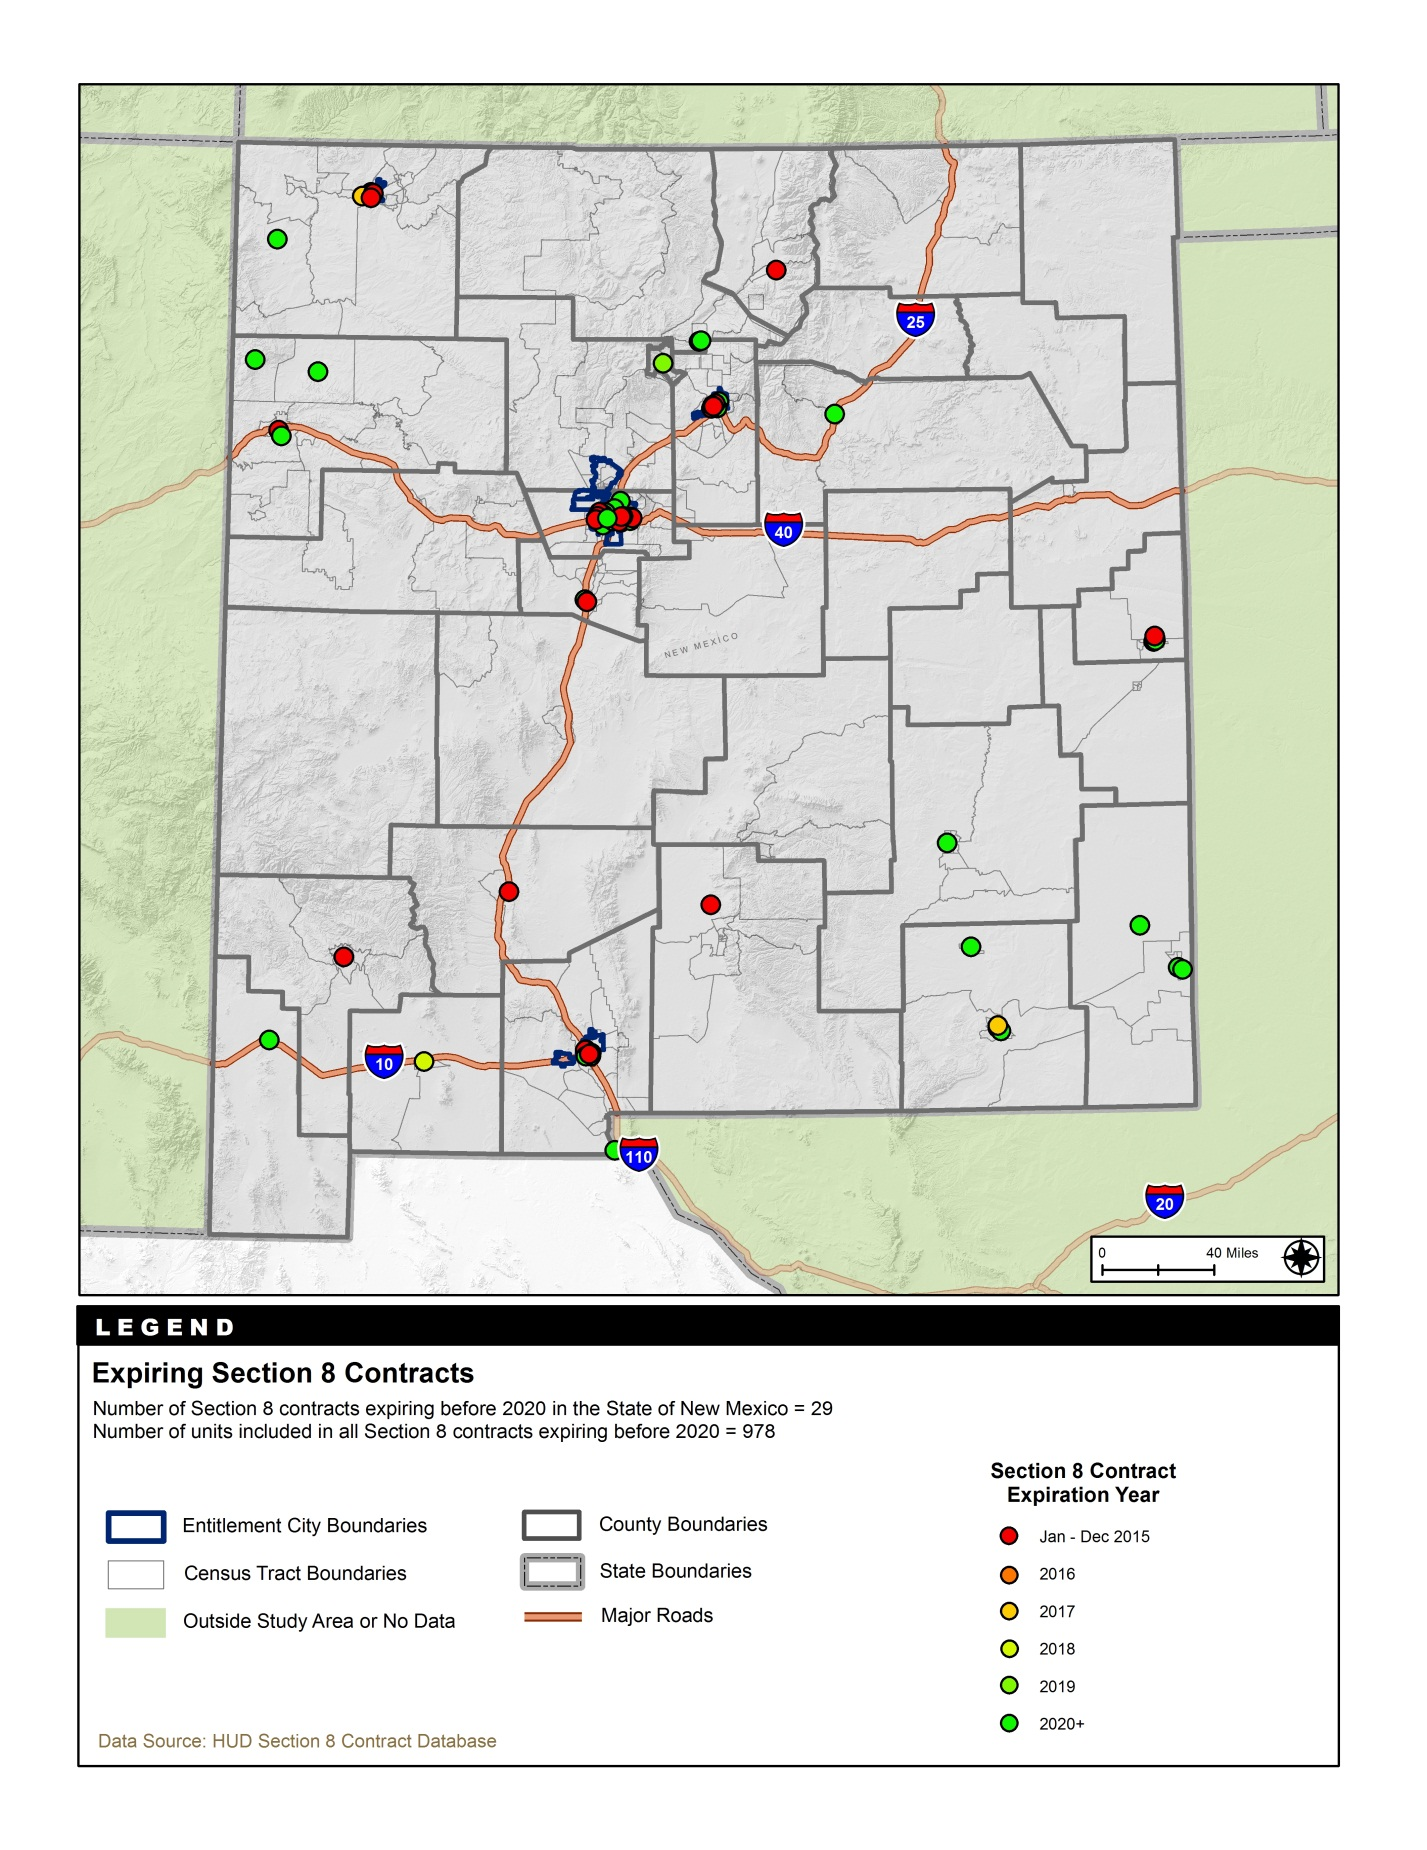 25
40
NEW MEXICO
10
110
20
0 40 Miles
LEGEND
Expiring Section 8 Contracts
Number of Section 8 contracts expiring before 2020 in the State of New Mexico = 29
Number of units included in all Section 8 contracts expiring before 2020 = 978
Entitlement City Boundaries
Census Tract Boundaries
Outside Study Area or No Data
County Boundaries
State Boundaries
Major Roads
Section 8 Contract
Expiration Year
Jan - Dec 2015
2016
2017
2018
2019
2020+
Data Source: HUD Section 8 Contract Database